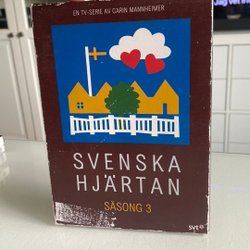 EN TV-SERIE AV CARIN MANNHEIMER
SVENSKA
HJÄRTAN
SÄSONG 3
svt